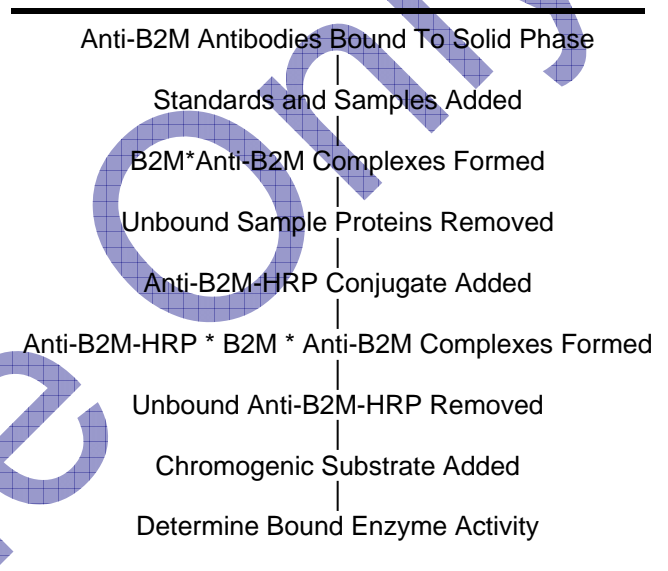 Anti-B2M Antibodies Bound To Solid Phase
Standards and Samples Added
B2M*Anti-B2M Complexes Formed
Unbound Sample Proteins Removed
Anti-B2M-HRP Conjugate Added
Anti-B2M-HRP * B2M * Anti-B2M Complexes Formed
Unbound Anti-B2M-HRP Removed
Chromogenic Substrate Added
Determine Bound Enzyme Activity